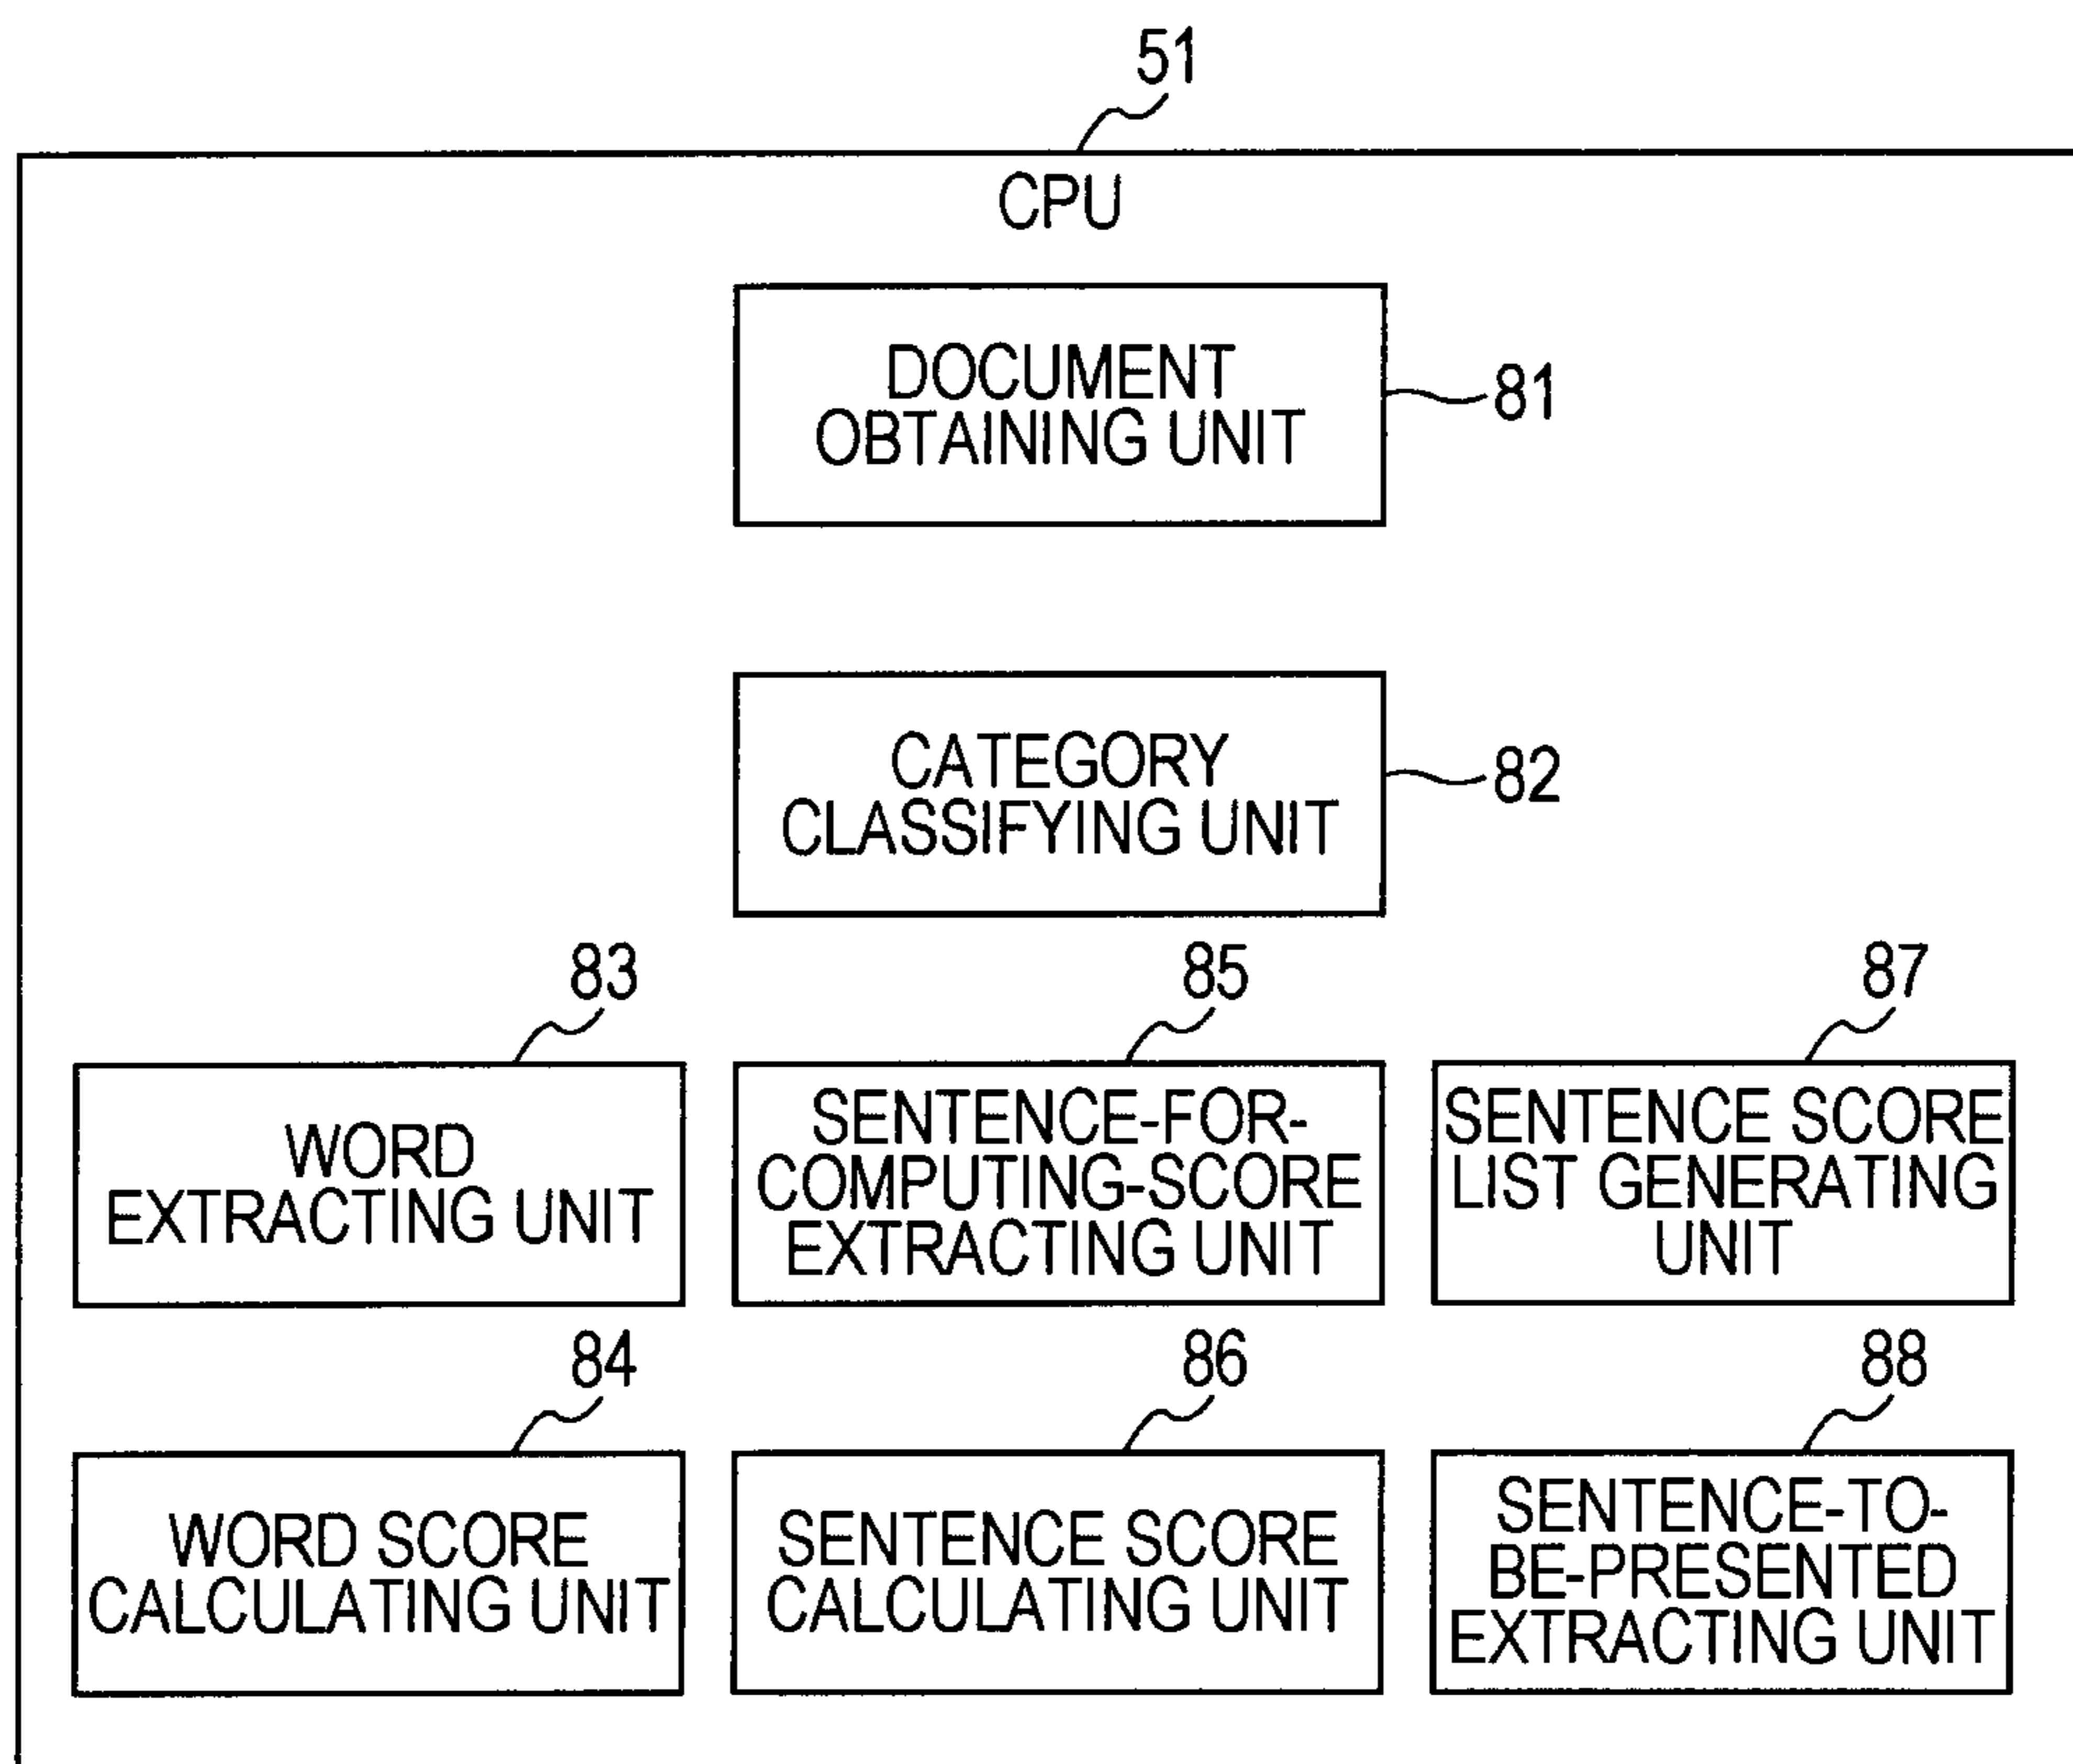 51
CPU
DOCUMENT
OBTAINING UNIT
81
CATEGORY
CLASSIFYING UNIT
82
83
WORD
EXTRACTING UNIT
85
SENTENCE-FOR-
COMPUTING-SCORE
EXTRACTING UNIT
87
SENTENCE SCORE
LIST GENERATING
UNIT
84
WORD SCORE
CALCULATING UNIT
86
SENTENCE SCORE
CALCULATING UNIT
88
SENTENCE-TO-
BE-PRESENTED
EXTRACTING UNIT